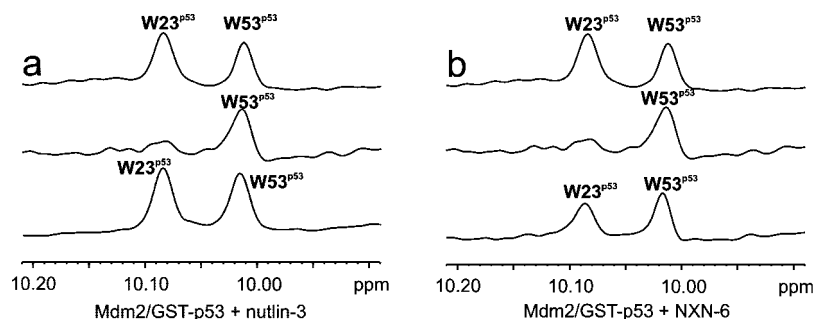 a
W23p53 W53p53
W53p53
W23p53 W53p53
10.20 10.10 10.00 ppm
Mdm2/GST-p53 + nutlin-3
b
W23p53 W53p53
W53p53
W23p53 W53p53
10.20 10.10 10.00 ppm
Mdm2/GST-p53 + NXN-6